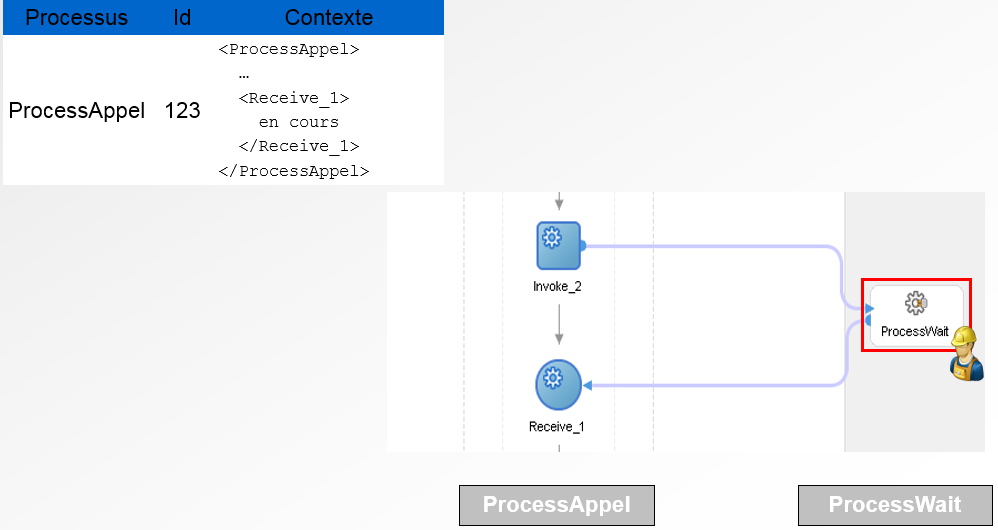 Processus Id Contexte
<ProcessAppel>
…
<Receive_1>
ProcessAppel 123 en cours
</Receive_1>
</ProcessAppel>
Invoke_2
ProcessWait
Receive_1
ProcessAppel ProcessWait